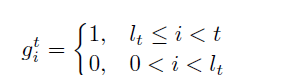 g_i^t = { 1, l_t ≤ i < t
0, 0 < i < l_t